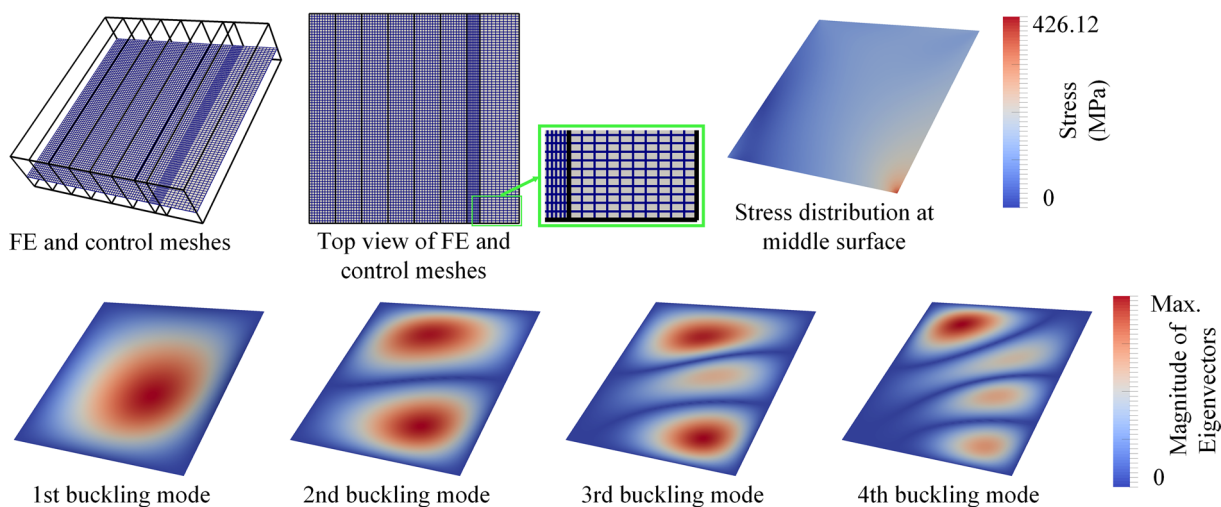 FE and control meshes
Top view of FE and
control meshes
Stress distribution at
middle surface
426.12
0
Stress
(MPa)
1st buckling mode
2nd buckling mode
3rd buckling mode
4th buckling mode
Max.
0
Magnitude of
Eigenvectors